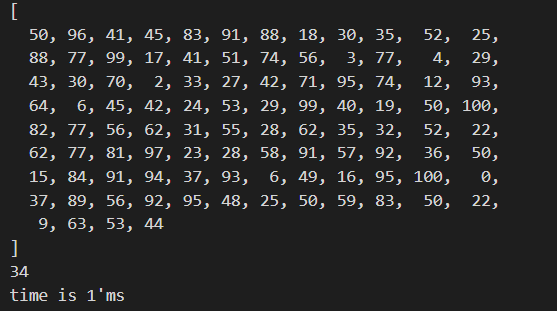 [
50, 96, 41, 45, 83, 91, 88, 18, 30, 35, 52, 25,
88, 77, 99, 17, 41, 51, 74, 56, 3, 77, 4, 29,
43, 30, 70, 2, 33, 27, 42, 71, 95, 74, 12, 93,
64, 6, 45, 42, 24, 53, 29, 99, 40, 19, 50, 100,
82, 77, 56, 62, 31, 55, 28, 62, 35, 32, 52, 22,
62, 77, 81, 97, 23, 28, 58, 91, 57, 92, 36, 50,
15, 84, 91, 94, 37, 93, 6, 49, 16, 95, 100, 0,
37, 89, 56, 92, 95, 48, 25, 50, 59, 83, 50, 22,
9, 63, 53, 44
]
34
time is 1'ms